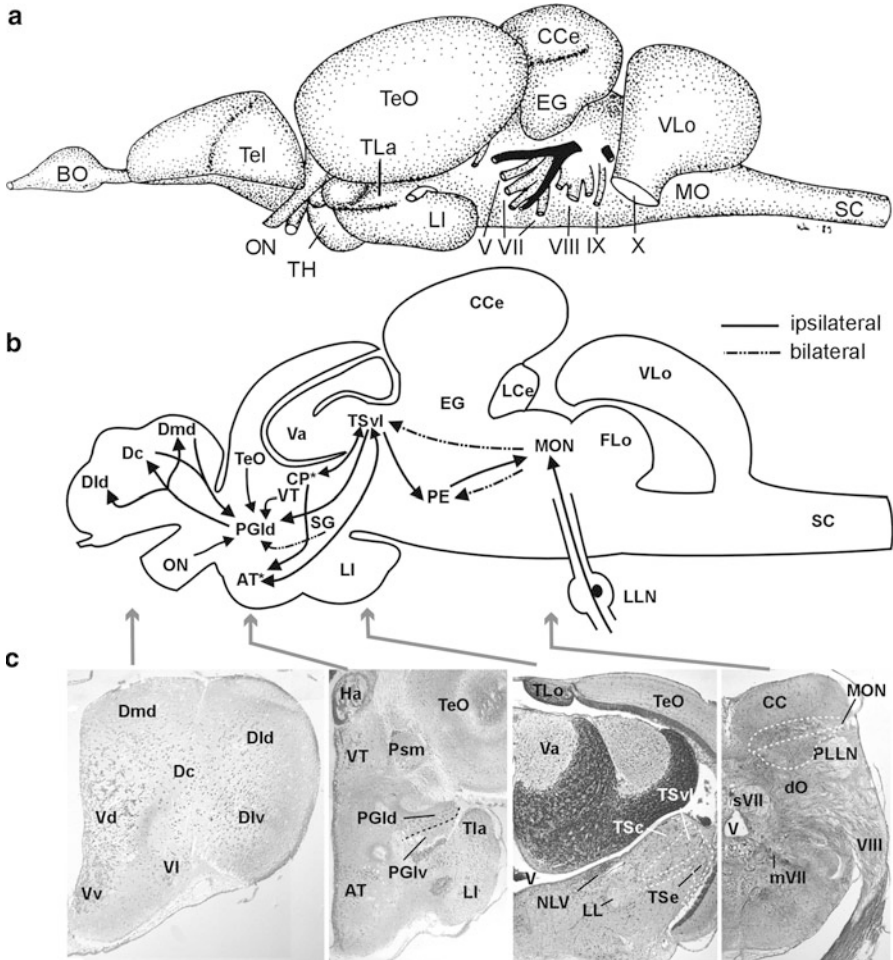 a
CCe
TeO
EG
VLo
Tel
TLa
BO
LI
MO
SC
ON
TH
V VII VIII IX X
b
CCe
ipsilateral
bilateral
VLo
LCe
EG
Va
TSvl
MON
FLo
Dmd
Dc
TeO
Dld
CP*
VT
PE
PGld
SG
SC
ON
AT*
LI
LLN
c
Ha
TeO
TLo
TeO
CC
MON
Dmd
VT
Psm
Va
PLLN
Dld
Dc
dO
PGld
TSvl
sVII
Vd
Dlv
Tla
TSc
V
VIII
Vl
PGlv
AT
LI
V
NLV
LL
TSe
mVII
Vv